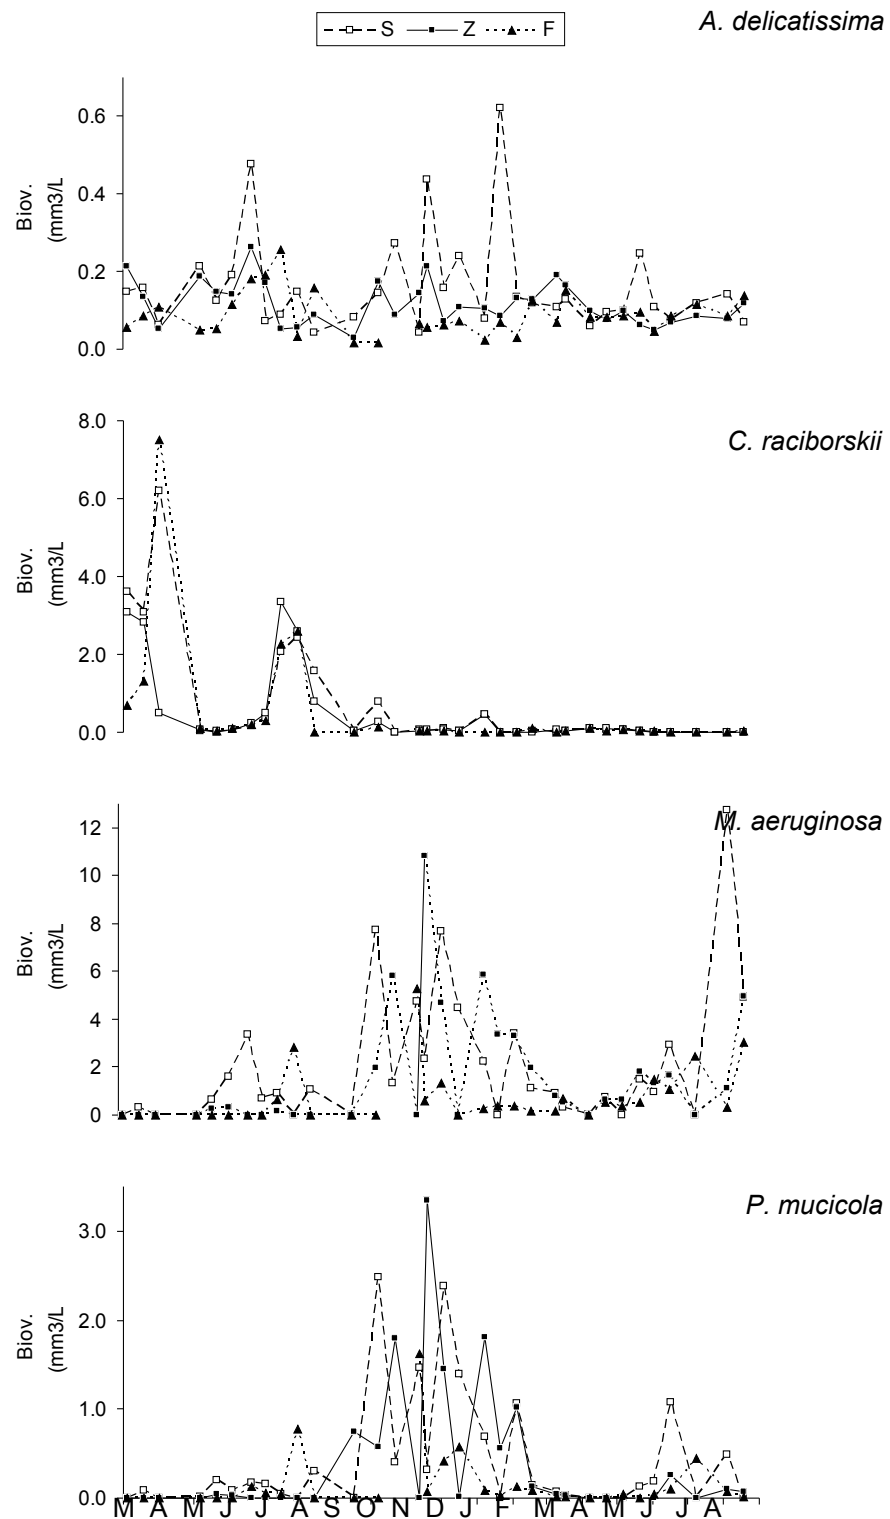 S Z F
A. delicatissima
0.6
0.4
0.2
0.0
Biov.
(mm3/L
C. raciborskii
8.0
6.0
4.0
2.0
0.0
Biov.
(mm3/L
M. aeruginosa
12
10
8
6
4
2
0
Biov.
(mm3/L
P. mucicola
3.0
2.0
1.0
0.0
Biov.
(mm3/L
M A M J J A S O N D J F M A M J J A